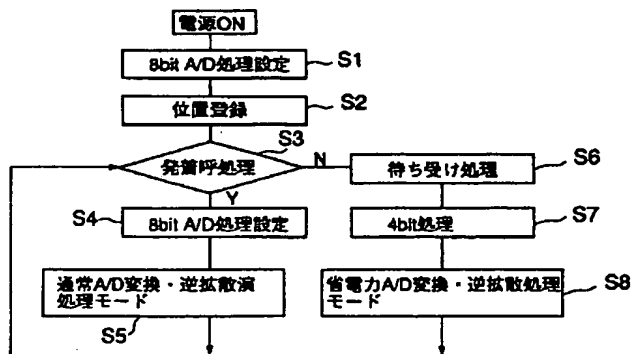 電源ON
8bit A/D処理設定
S1
位置登録
S2
S3
発着呼処理
N
Y
待ち受け処理
S6
S4
8bit A/D処理設定
4bit処理
S7
通常A/D変換・逆拡散演
処理モード
S5
省電力A/D変換・逆拡散処理
モード
S8